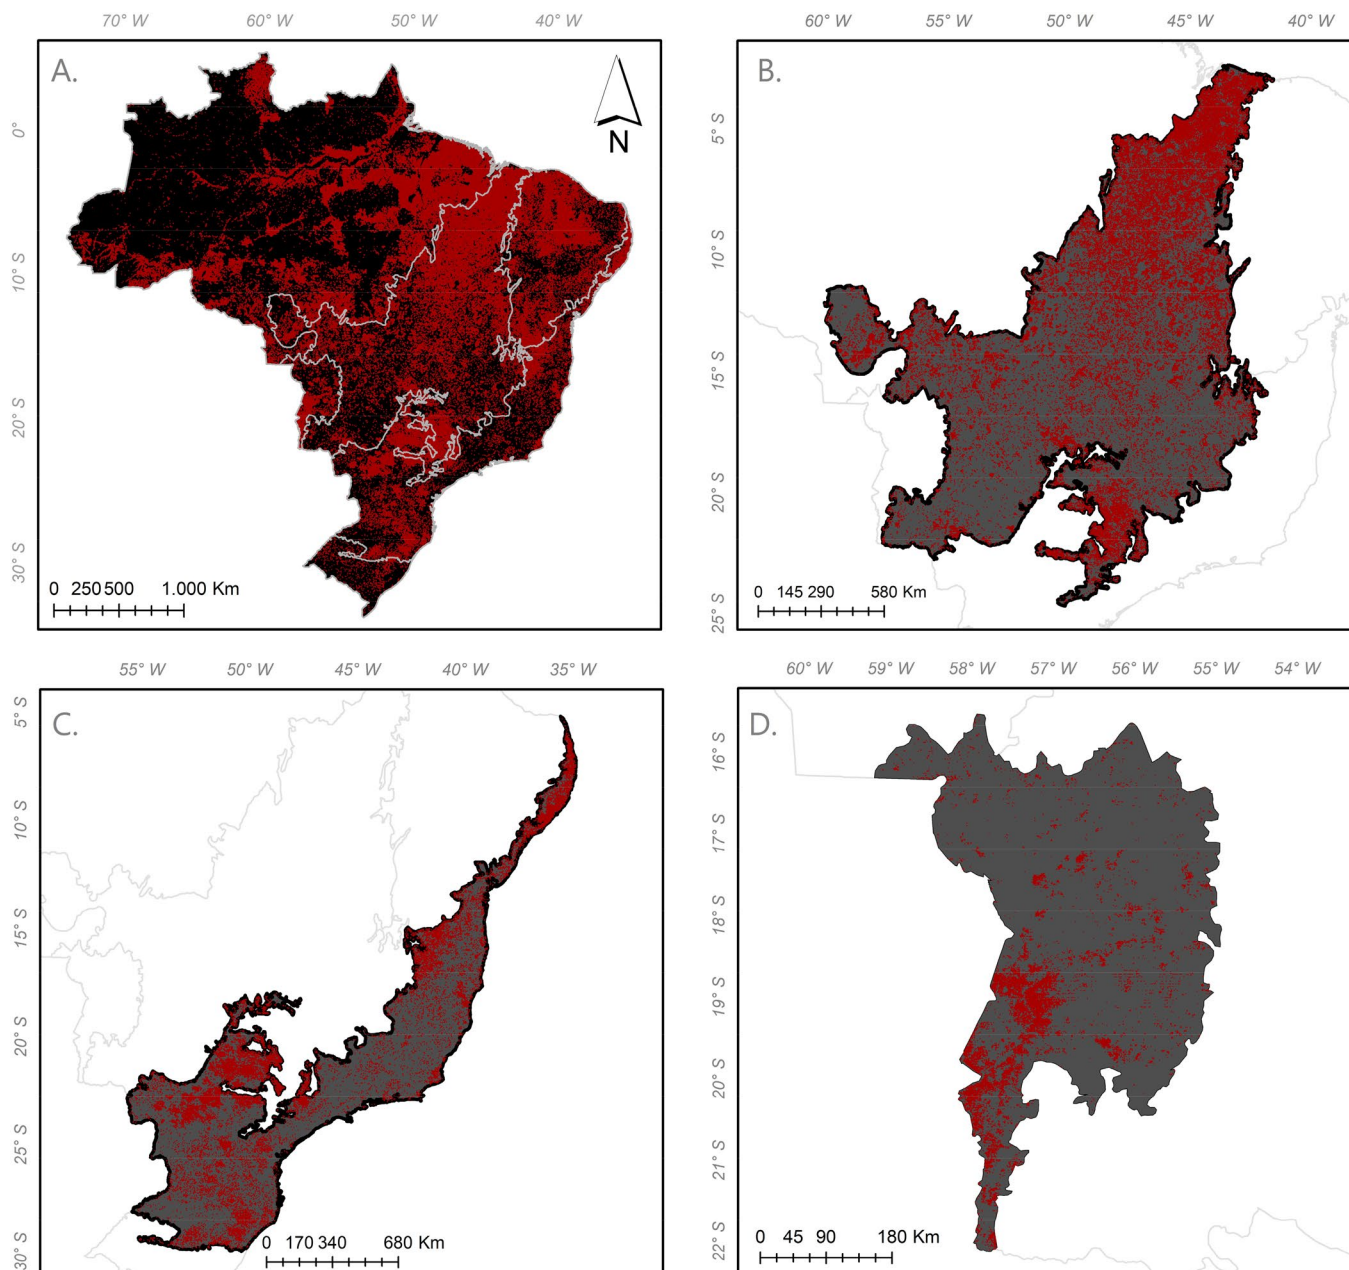 70° W 60° W 50° W 40° W
60° W 55° W 50° W 45° W 40° W
A.
N
0°
10° S
20° S
30° S
0 250 500 1.000 Km
B.
5° S
10° S
15° S
20° S
25° S
0 145 290 580 Km
55° W 50° W 45° W 40° W 35° W
60° W 59° W 58° W 57° W 56° W 55° W 54° W
C.
5° S
10° S
15° S
20° S
25° S
30° S
0 170 340 680 Km
D.
16° S
17° S
18° S
19° S
20° S
21° S
22° S
0 45 90 180 Km